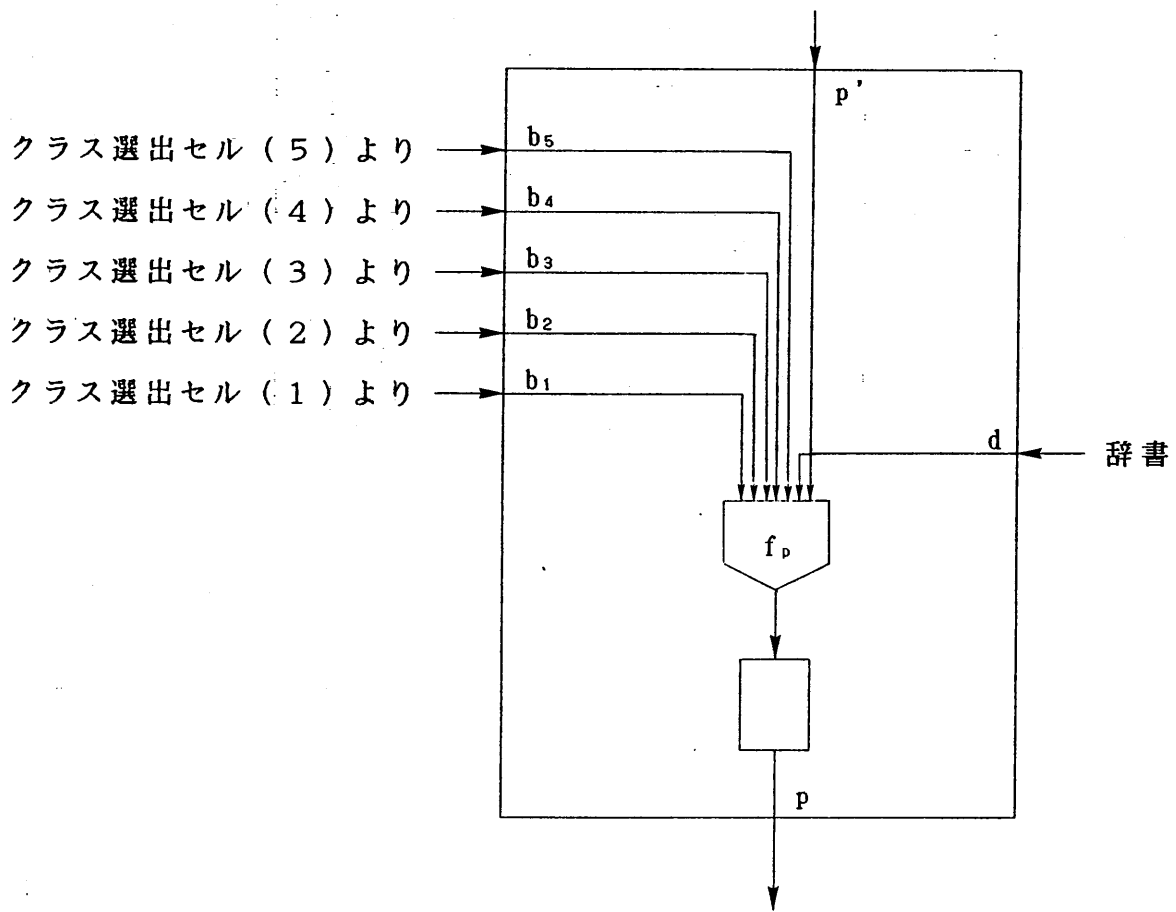 p'
クラス選出セル(5)より b₅
クラス選出セル(4)より b₄
クラス選出セル(3)より b₃
クラス選出セル(2)より b₂
クラス選出セル(1)より b₁
d 辞書
fₚ
p